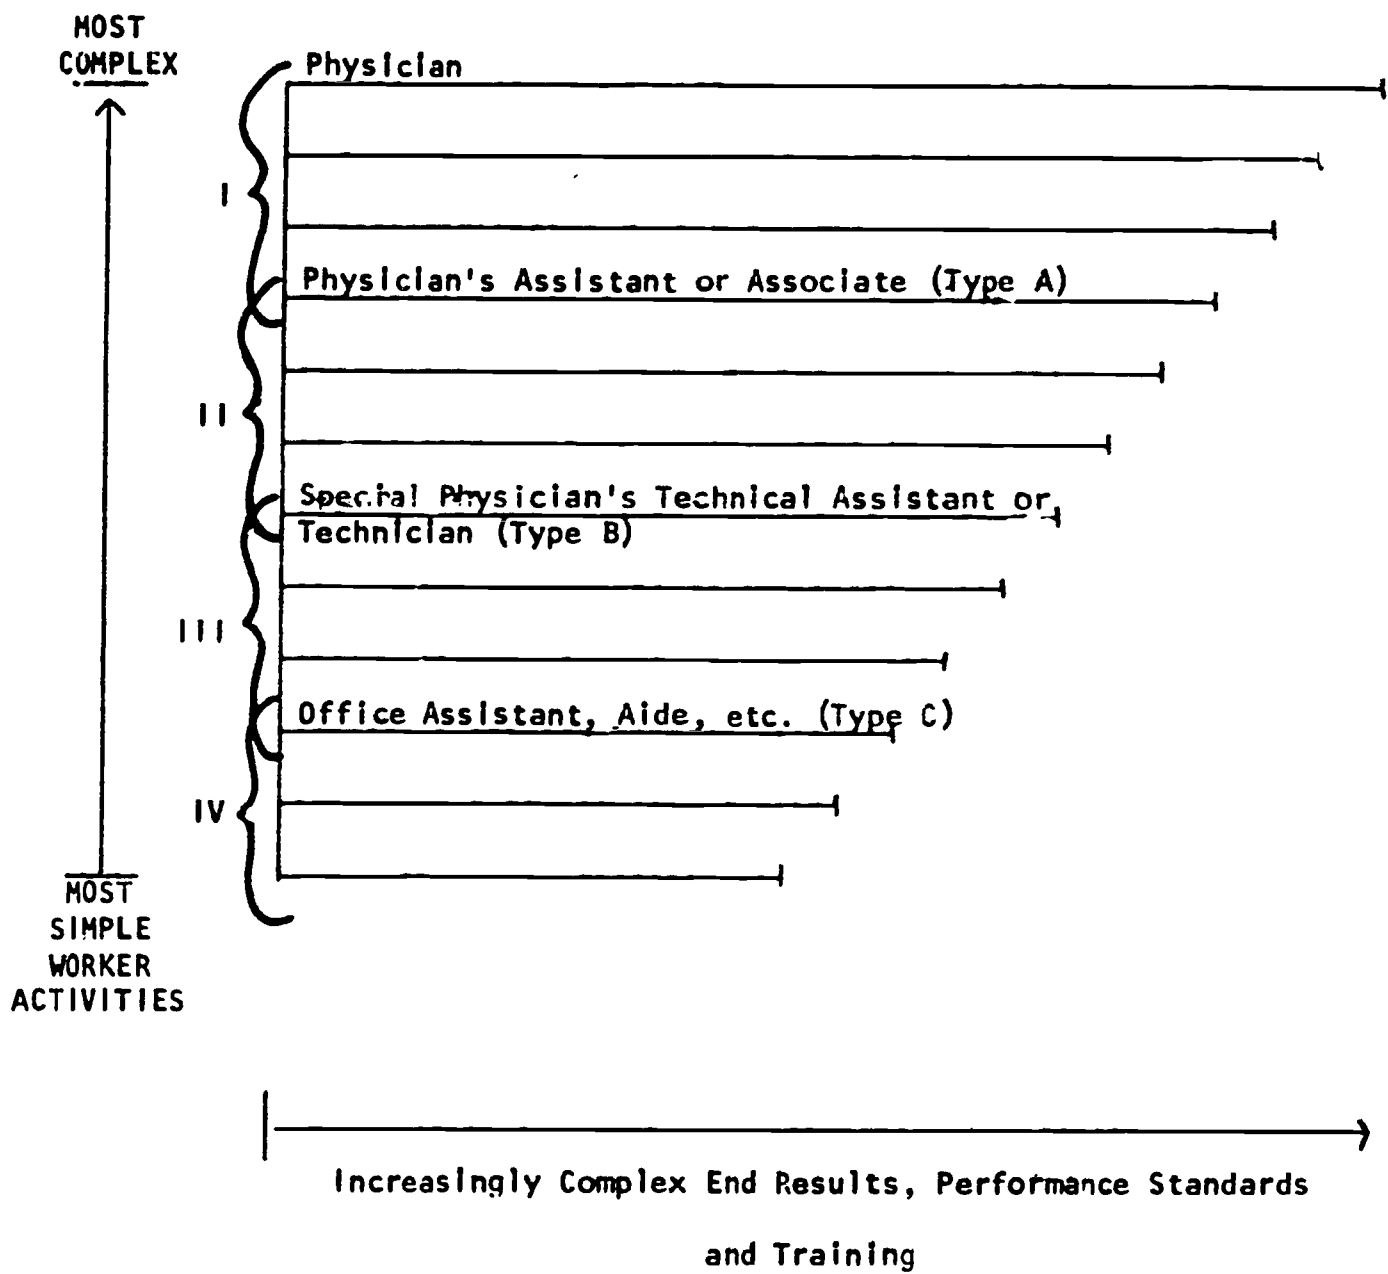 MOST
COMPLEX
Physician
I
Physician's Assistant or Associate (Type A)
II
Special Physician's Technical Assistant or
Technician (Type B)
III
Office Assistant, Aide, etc. (Type C)
IV
MOST
SIMPLE
WORKER
ACTIVITIES
Increasingly Complex End Results, Performance Standards
and Training